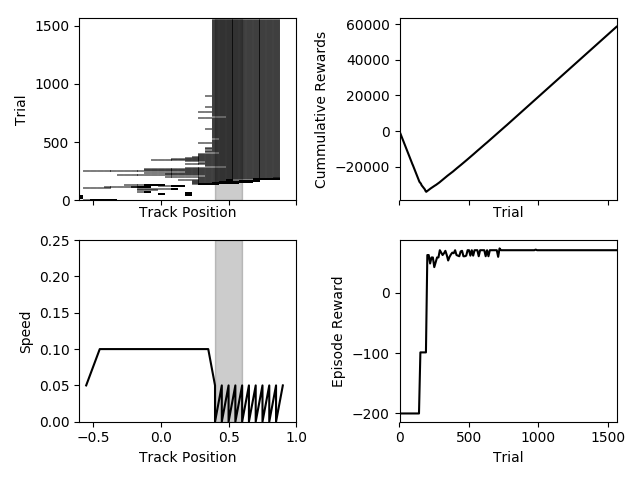 1500
1000
500
0
Trial
Track Position
60000
40000
20000
0
−20000
Cummulative Rewards
Trial
0.25
0.20
0.15
0.10
0.05
0.00
Speed
−0.5 0.0 0.5 1.0
Track Position
0
−100
−200
Episode Reward
0 500 1000 1500
Trial